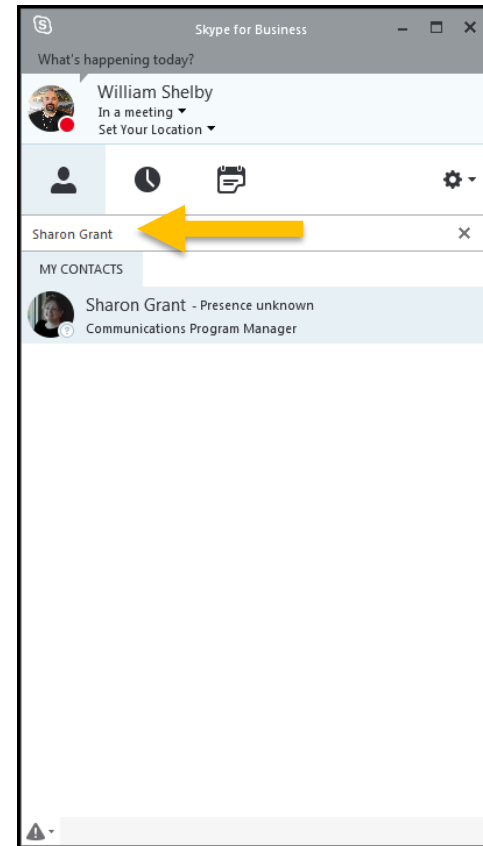 Skype for Business
What's happening today?
William Shelby
In a meeting
Set Your Location
Sharon Grant
MY CONTACTS
Sharon Grant - Presence unknown
Communications Program Manager